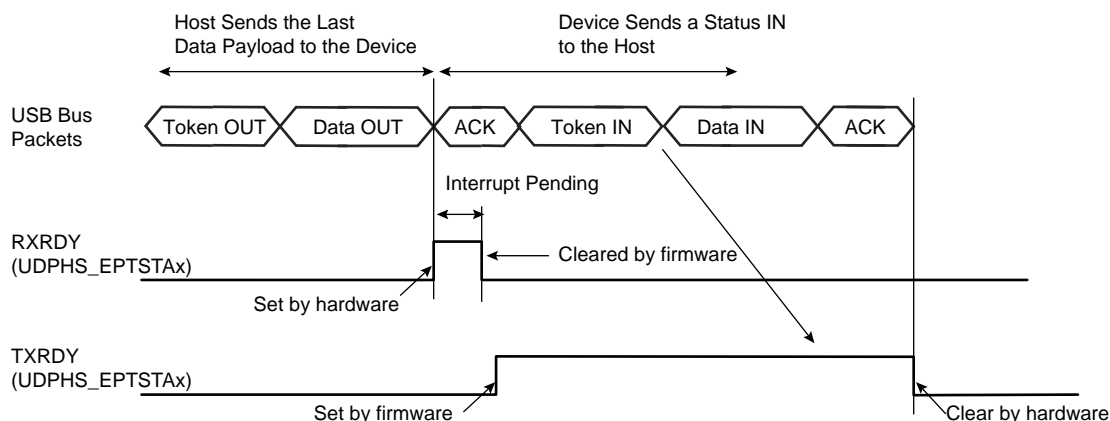 Host Sends the Last
Data Payload to the Device
Device Sends a Status IN
to the Host
USB Bus
Packets
Token OUT
Data OUT
ACK
Token IN
Data IN
ACK
Interrupt Pending
RXRDY
(UDPHS_EPTSTAx)
Cleared by firmware
Set by hardware
TXRDY
(UDPHS_EPTSTAx)
Set by firmware
Clear by hardware